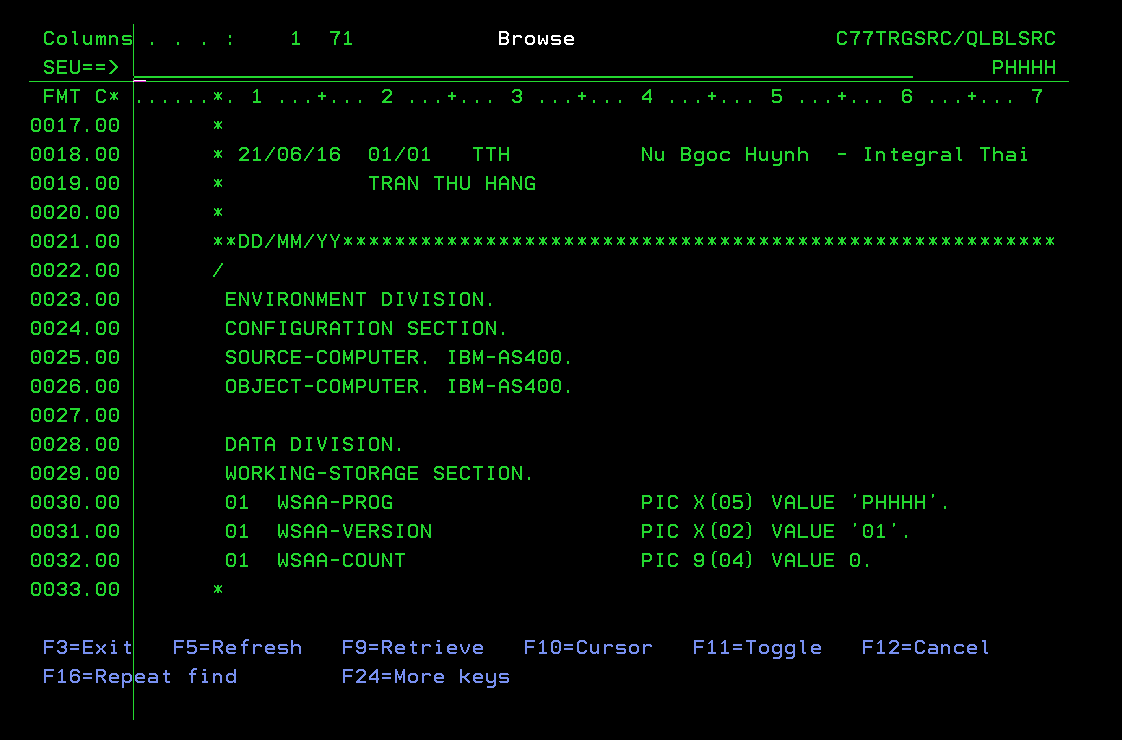 Columns . . . :    1  71           Browse                    C77TRGSRC/QLBLSRC
SEU==>                                                                   PHHHH
FMT C* ......*. 1 ...+... 2 ...+... 3 ...+... 4 ...+... 5 ...+... 6 ...+... 7
0017.00       *
0018.00       * 21/06/16  01/01   TTH          Nu Bgoc Huynh  - Integral Thai
0019.00       *           TRAN THU HANG
0020.00       *
0021.00       **DD/MM/YY*******************************************************
0022.00       /
0023.00        ENVIRONMENT DIVISION.
0024.00        CONFIGURATION SECTION.
0025.00        SOURCE-COMPUTER. IBM-AS400.
0026.00        OBJECT-COMPUTER. IBM-AS400.
0027.00
0028.00        DATA DIVISION.
0029.00        WORKING-STORAGE SECTION.
0030.00        01  WSAA-PROG                   PIC X(05) VALUE 'PHHHH'.
0031.00        01  WSAA-VERSION                PIC X(02) VALUE '01'.
0032.00        01  WSAA-COUNT                  PIC 9(04) VALUE 0.
0033.00       *
F3=Exit   F5=Refresh   F9=Retrieve   F10=Cursor   F11=Toggle   F12=Cancel
F16=Repeat find        F24=More keys